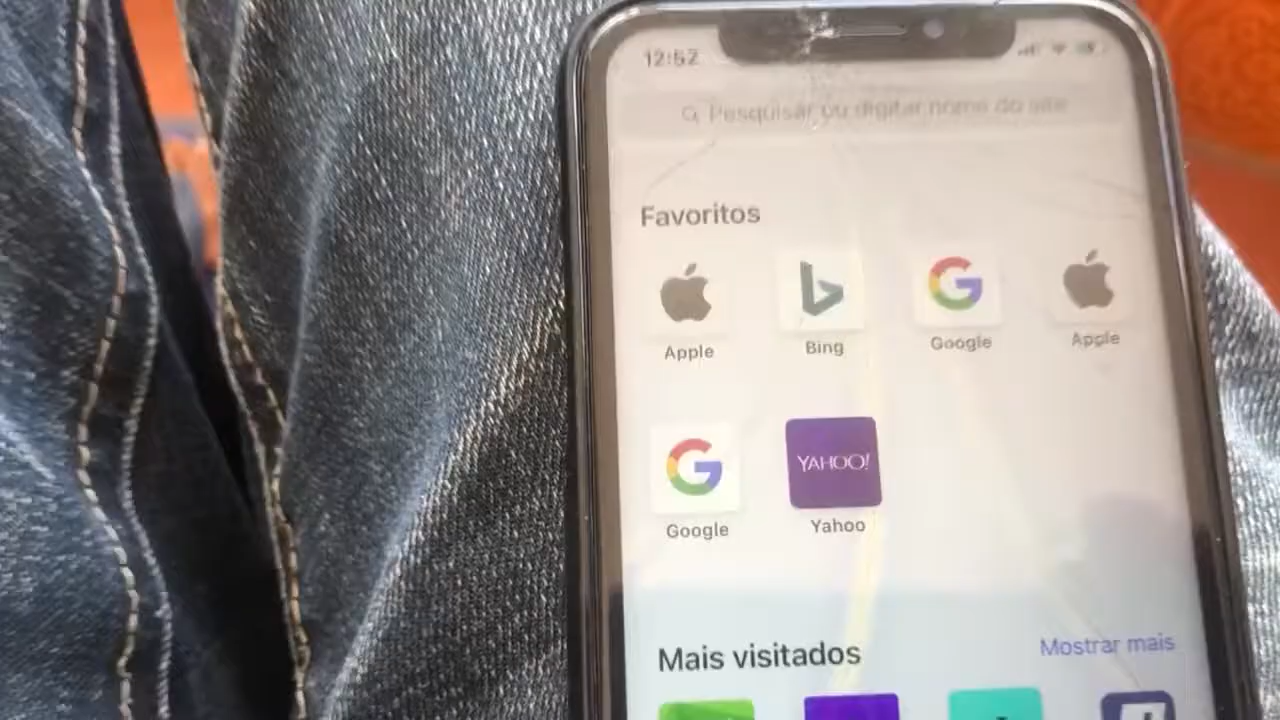 12:52
Pesquisar ou digitar nome do site
Favoritos
Apple
Bing
Google
Apple
YAHOO!
Google
Yahoo
Mais visitados
Mostrar mais